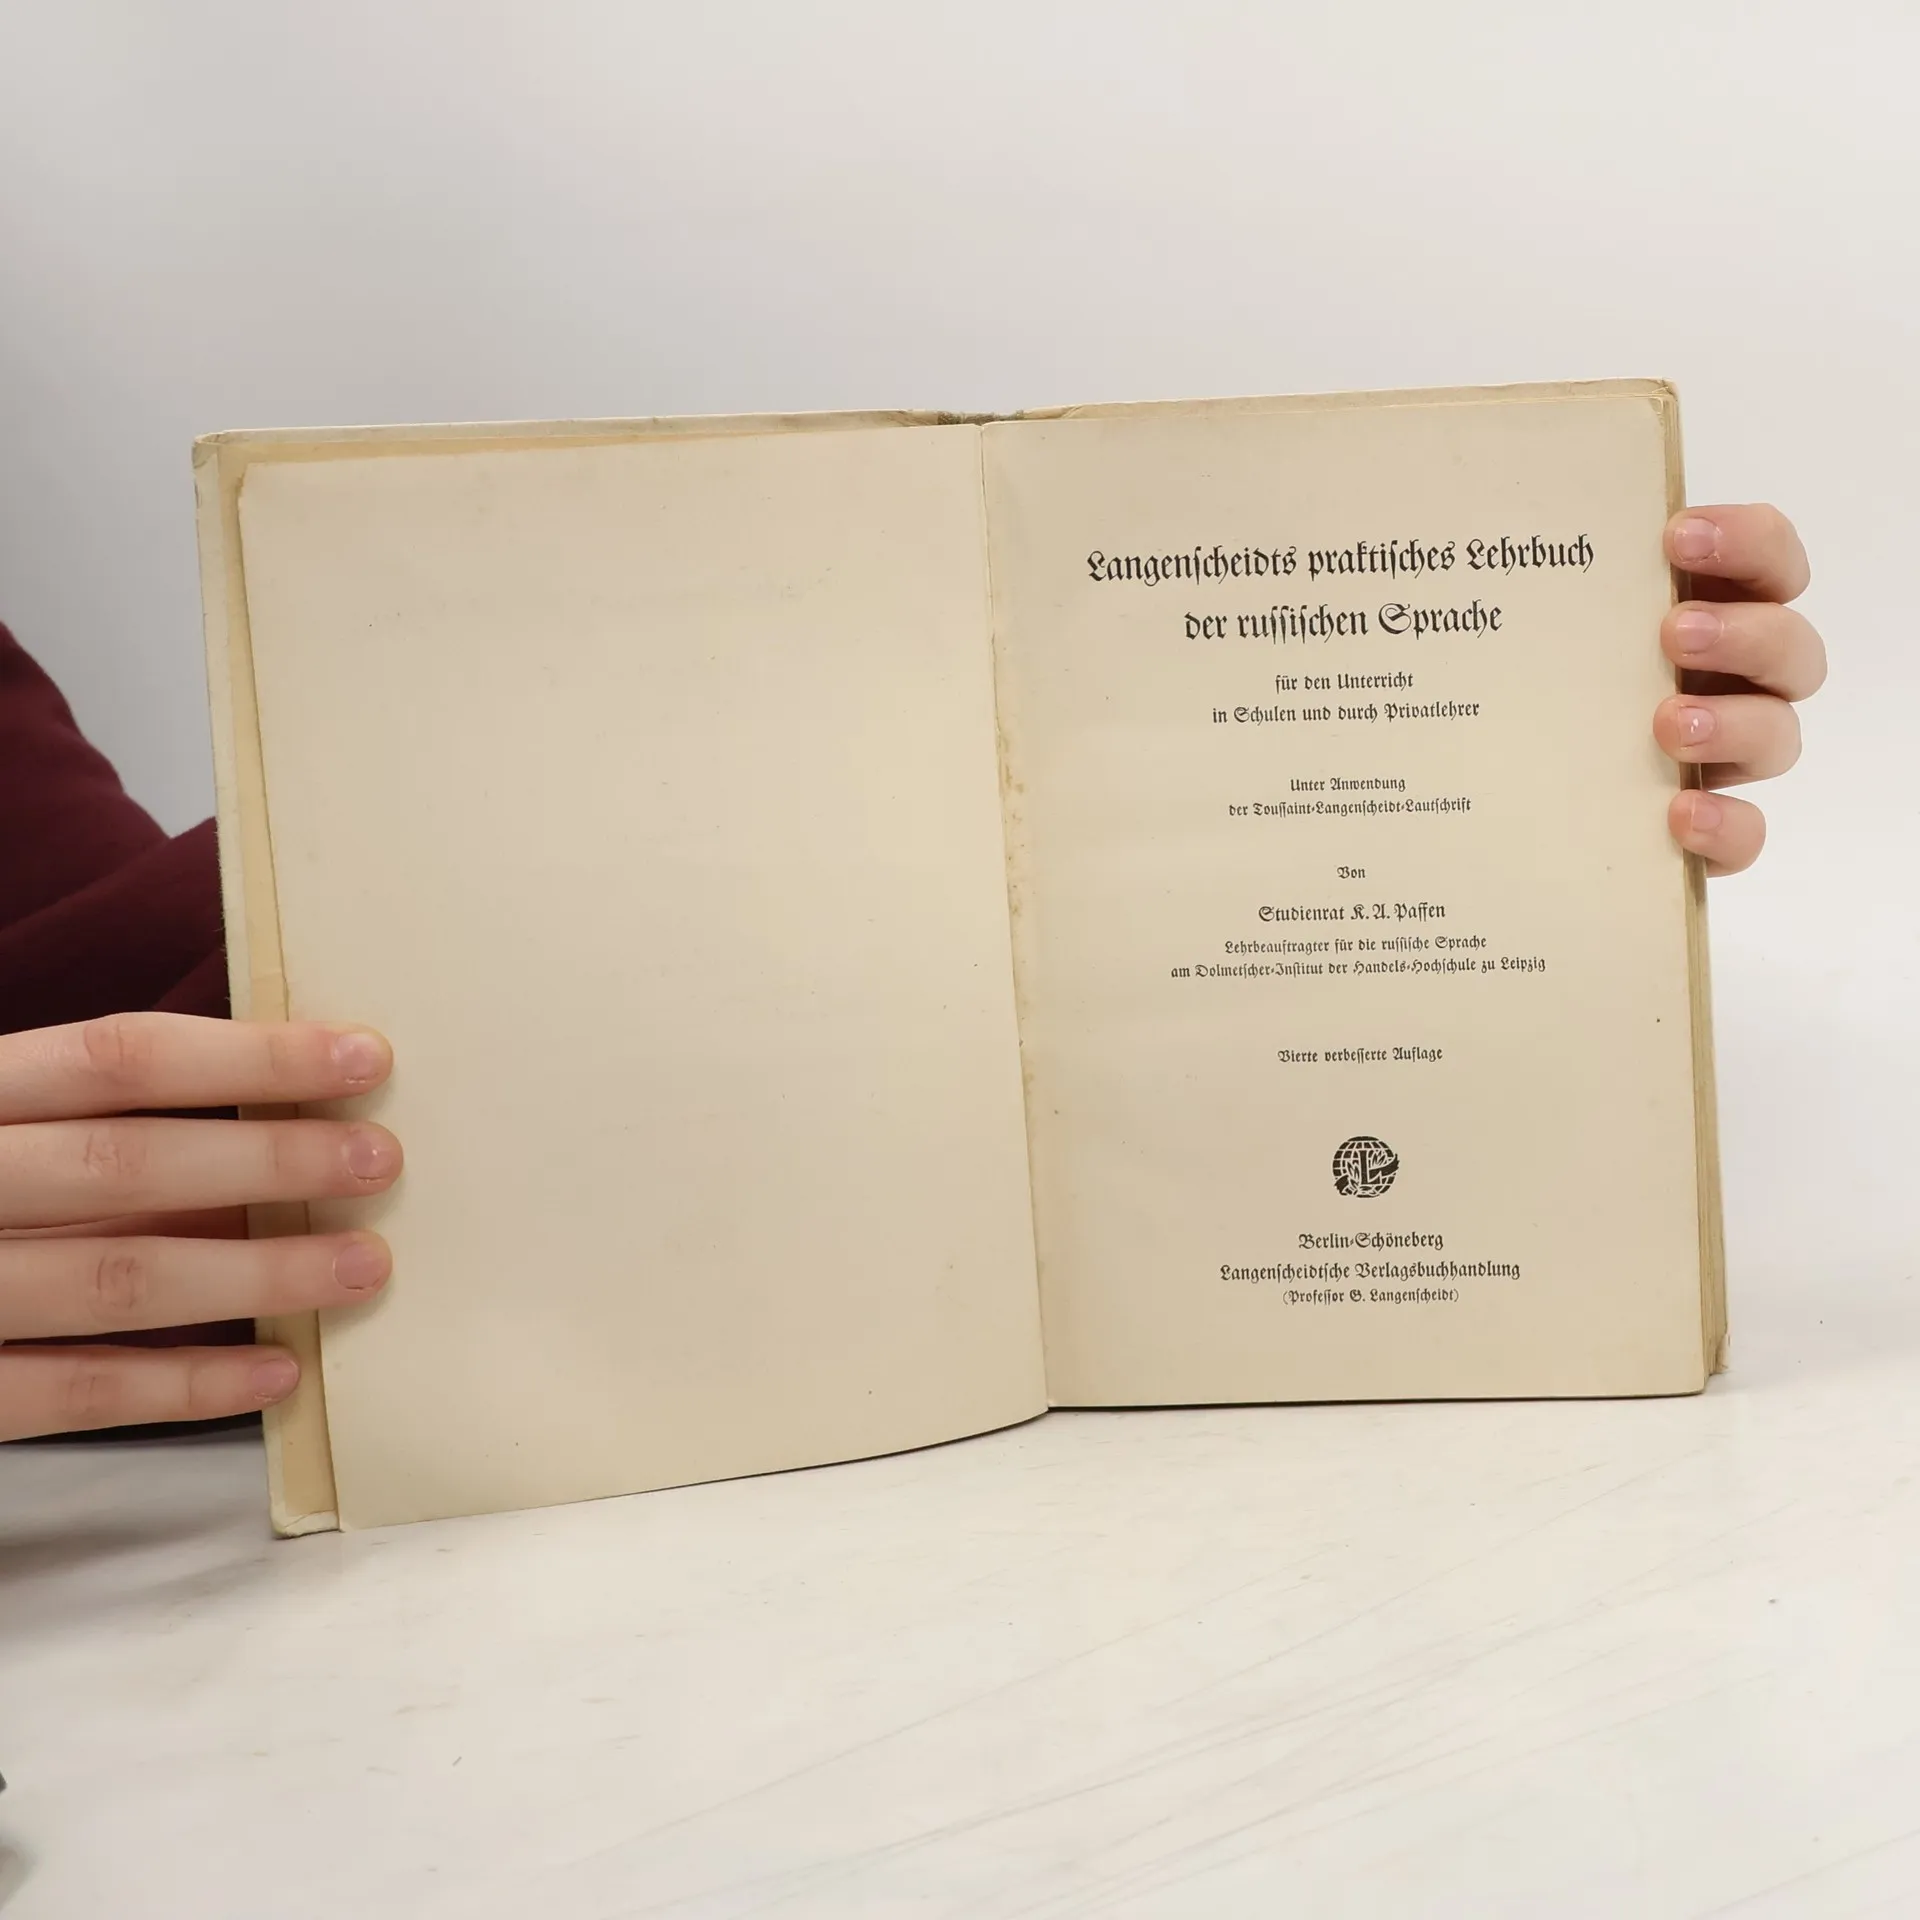 Langenſcheidts praktiſches Lehrbuch
der ruſſiſchen Sprache
für den Unterricht
in Schulen und durch Privatlehrer
Unter Anwendung
der Touſſaint-Langenſcheidt-Lautſchrift
Von
Studienrat K. A. Paffen
Lehrbeauftragter für die ruſſiſche Sprache
am Dolmetſcher-Inſtitut der Handels-Hochſchule zu Leipzig
Vierte verbeſſerte Auflage
L
Berlin-Schöneberg
Langenſcheidtſche Verlagsbuchhandlung
(Profeſſor G. Langenſcheidt)